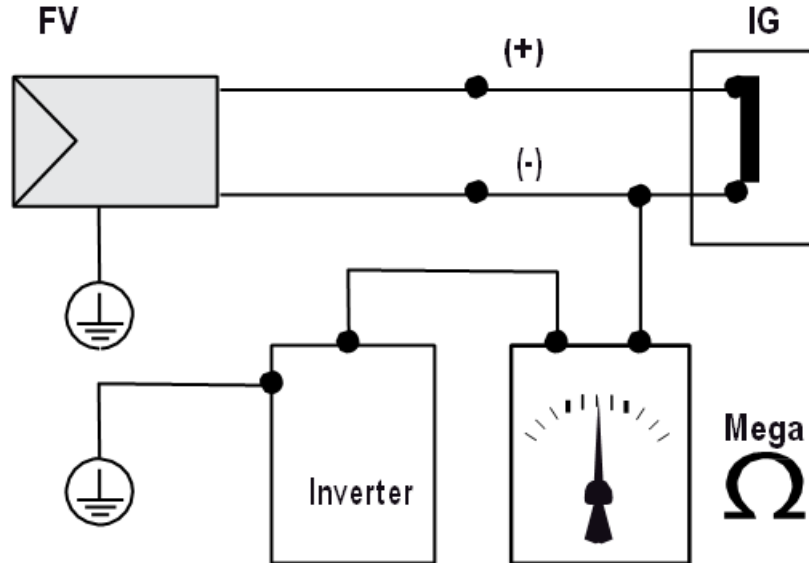 FV
IG
(+)
(-)
Inverter
Mega
Ω